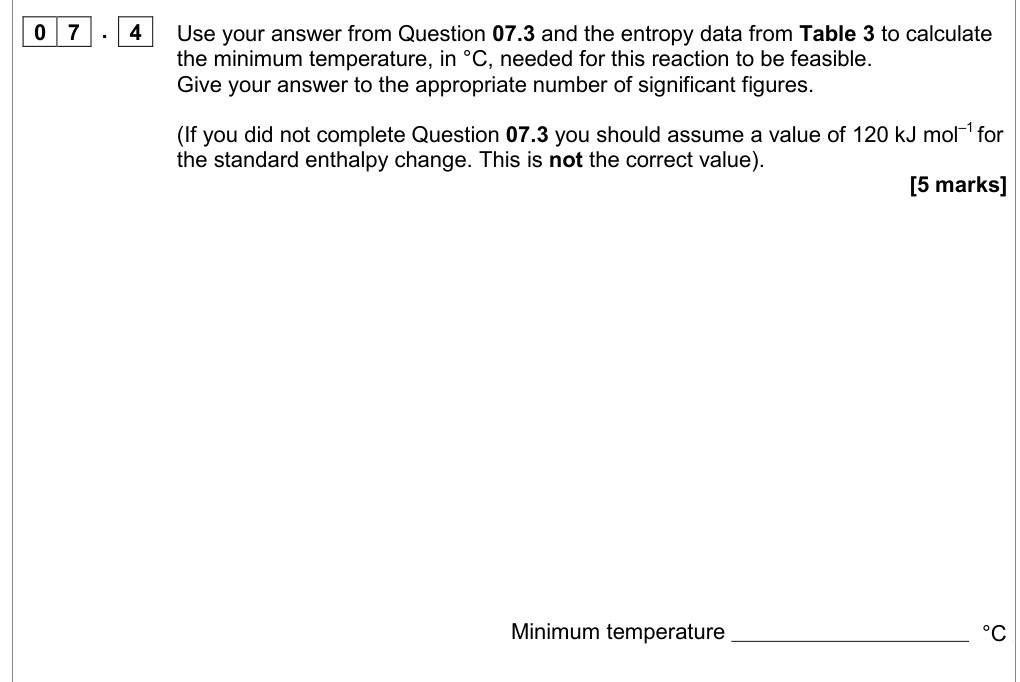 0 7 . 4 Use your answer from Question 07.3 and the entropy data from Table 3 to calculate
the minimum temperature, in °C, needed for this reaction to be feasible.
Give your answer to the appropriate number of significant figures.
(If you did not complete Question 07.3 you should assume a value of 120 kJ mol⁻¹ for
the standard enthalpy change. This is not the correct value).
[5 marks]
Minimum temperature ____________________ °C